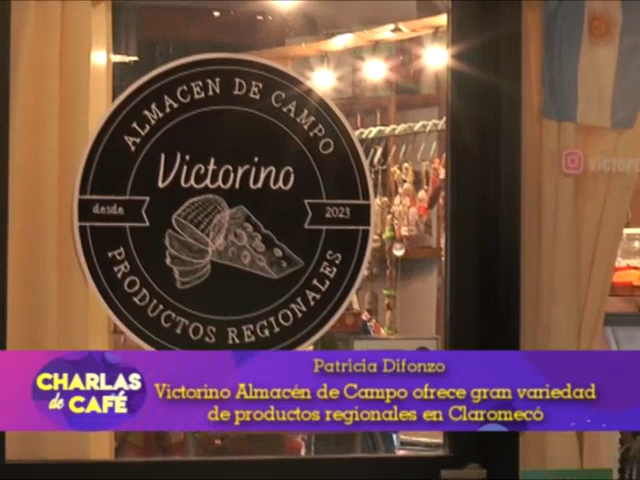 ALMACEN DE CAMPO
Victorino
desde
2023
PRODUCTOS REGIONALES
Patricia Difonzo
CHARLAS
de CAFÉ
Victorino Almacén de Campo ofrece gran variedad
de productos regionales en Claromecó